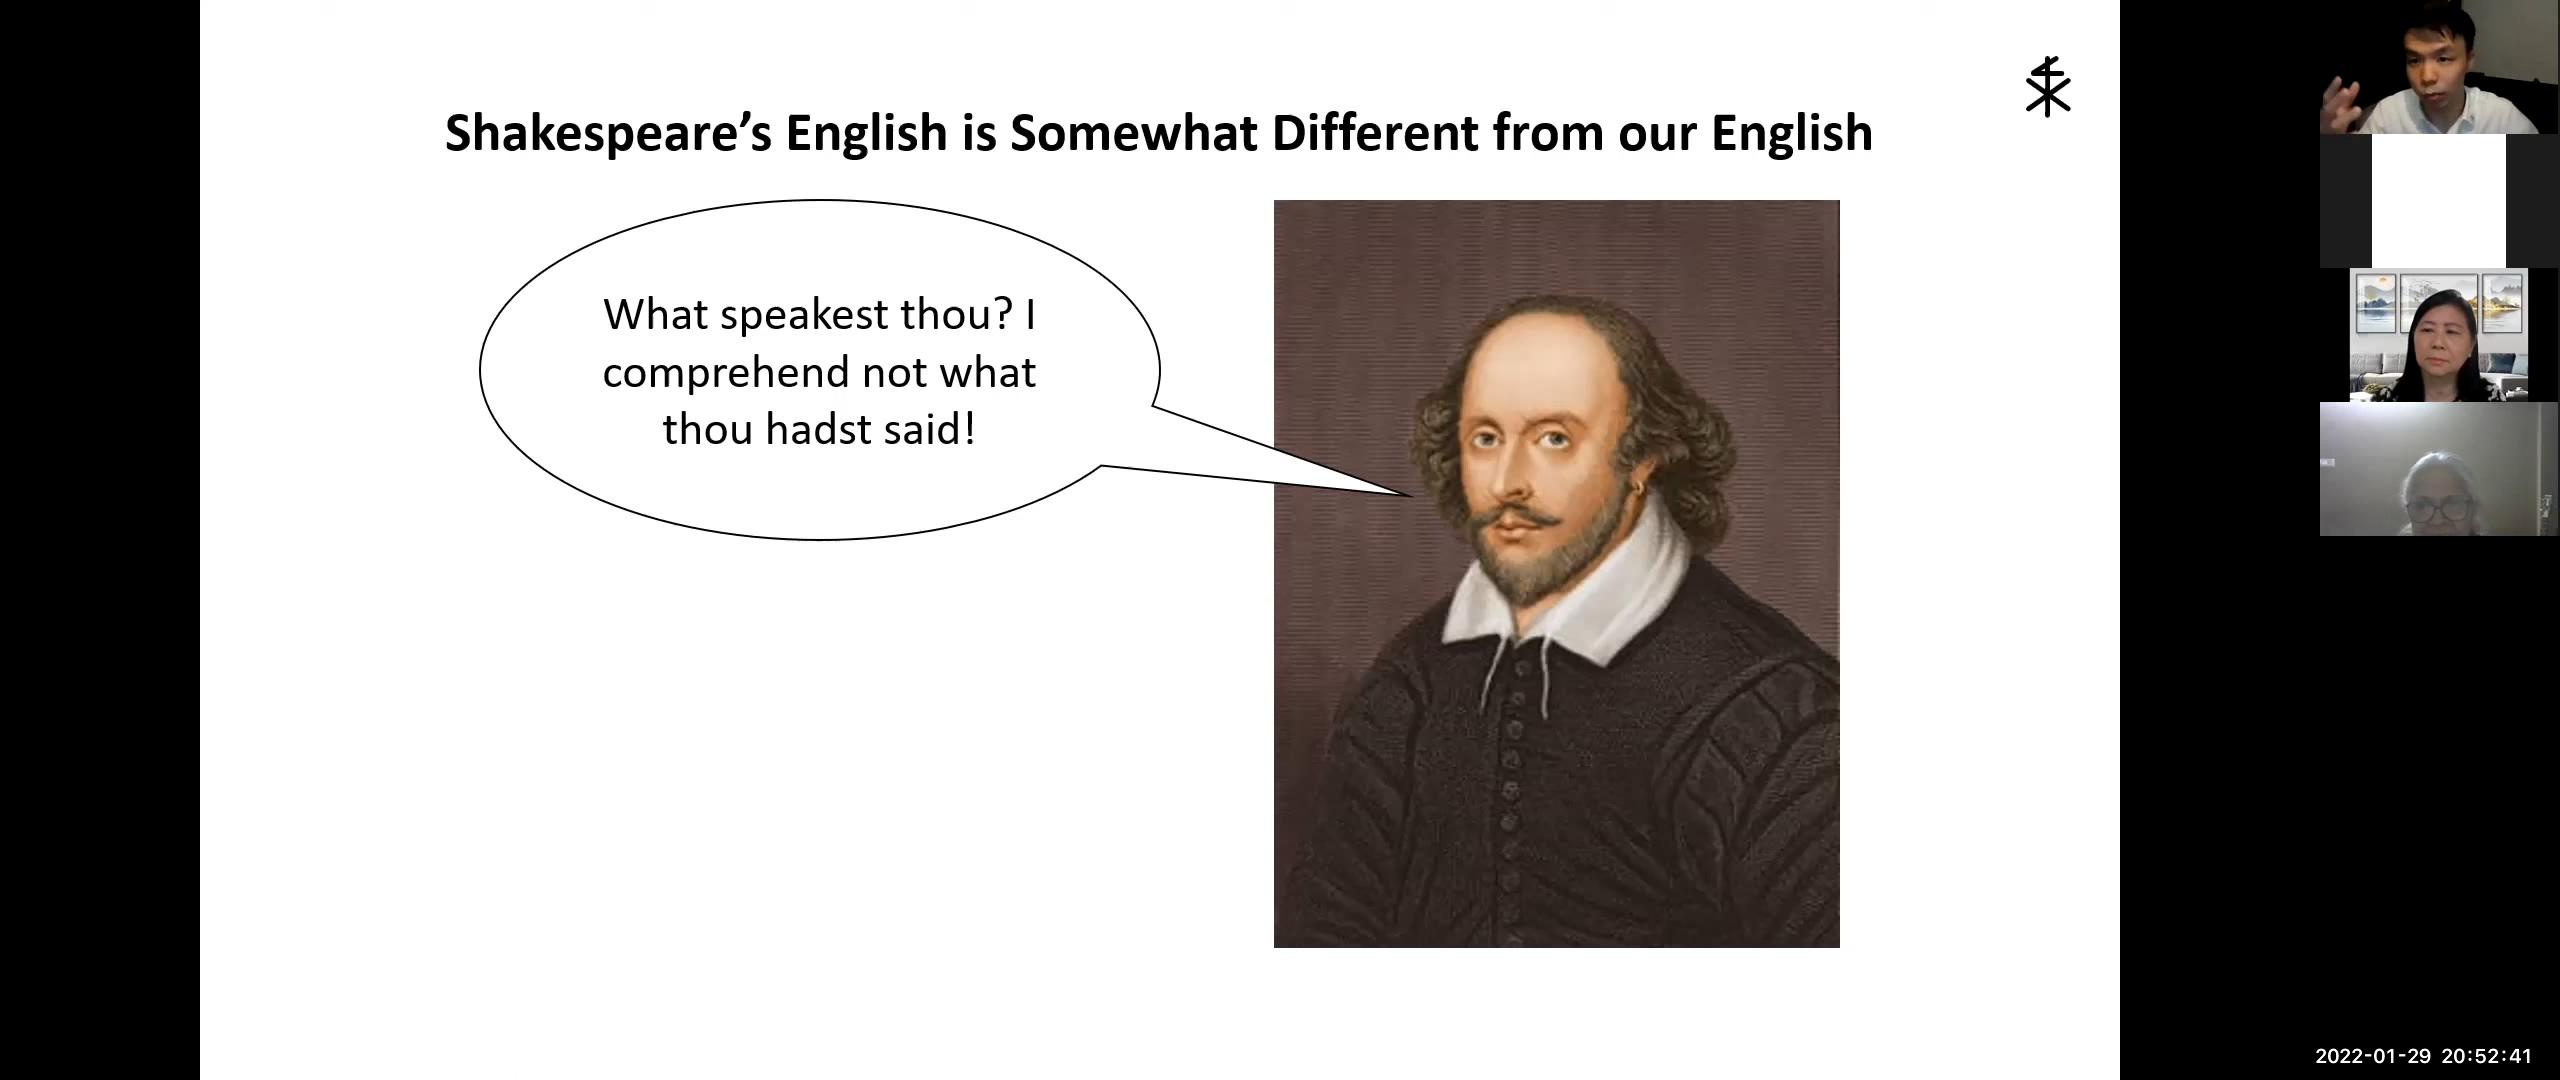 Shakespeare’s English is Somewhat Different from our English
What speakest thou? I
comprehend not what
thou hadst said!
2022-01-29 20:52:41